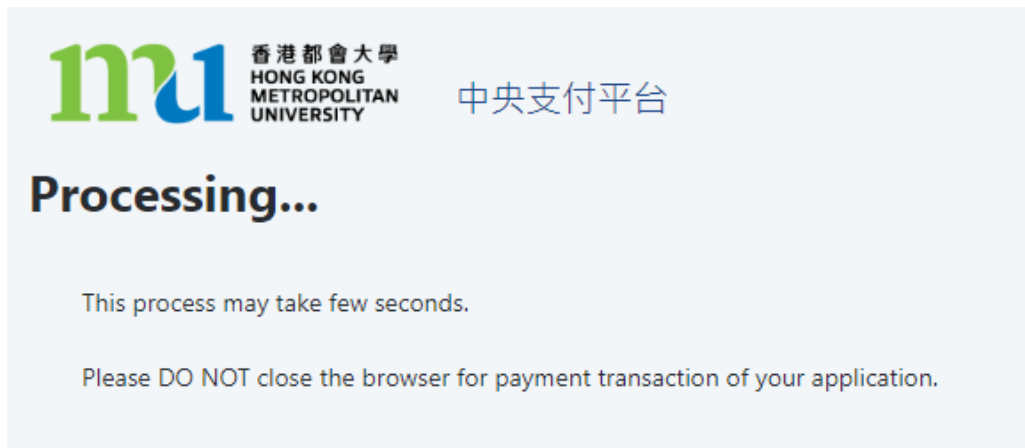 mu
香港都會大學
HONG KONG
METROPOLITAN
UNIVERSITY
中央支付平台
Processing...
This process may take few seconds.
Please DO NOT close the browser for payment transaction of your application.